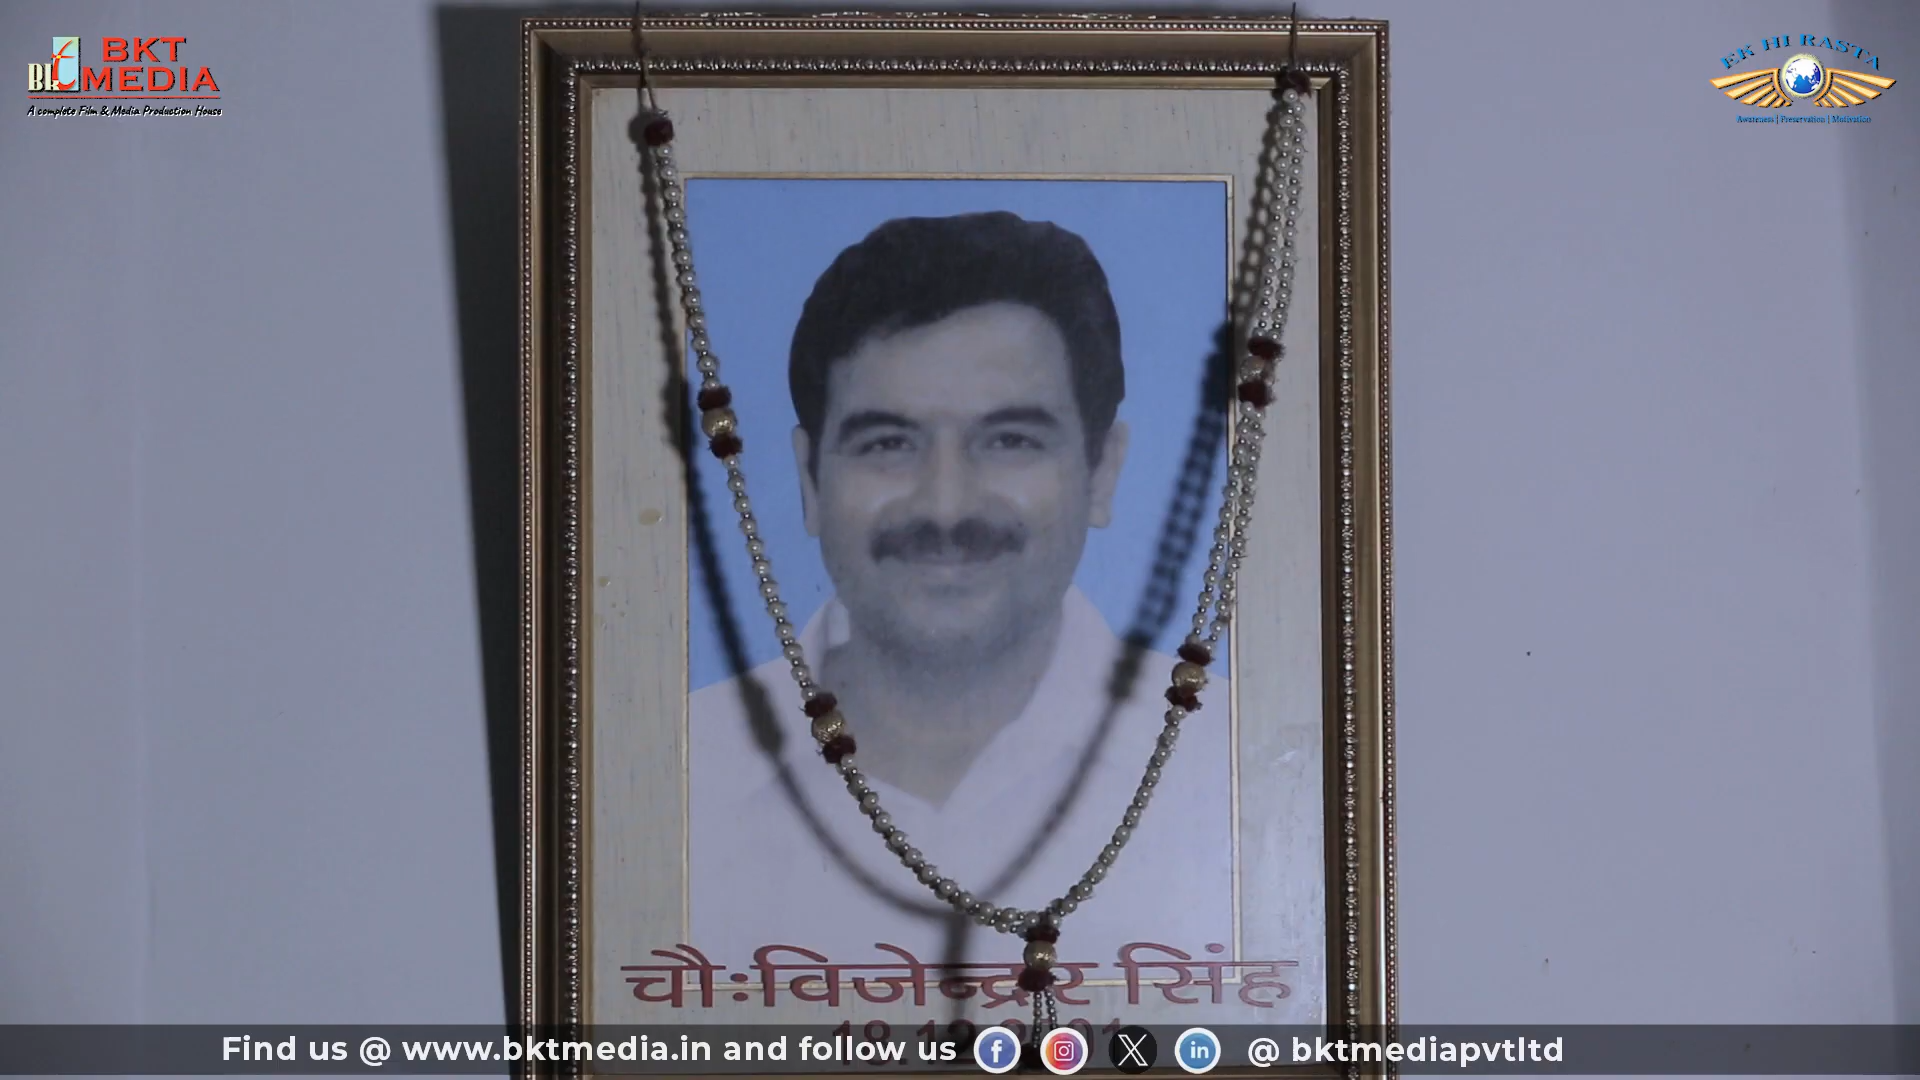 BKT
MEDIA
A complete Film & Media Production House
EK HI RASTA
Awareness | Preservation | Motivation
चौ:विजेन्द्रर सिंह
Find us @ www.bktmedia.in and follow us
@ bktmediapvtltd